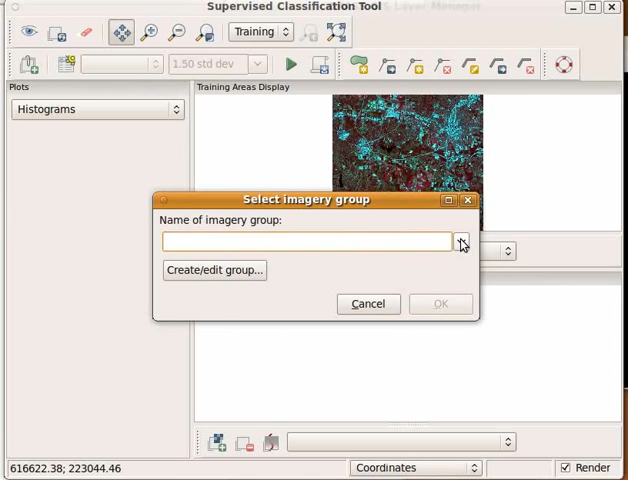 Supervised Classification Tool
Training
1.50 std dev
Plots
Training Areas Display
Histograms
Select imagery group
Name of imagery group:
Create/edit group...
Cancel
OK
616622.38; 223044.46
Coordinates
Render